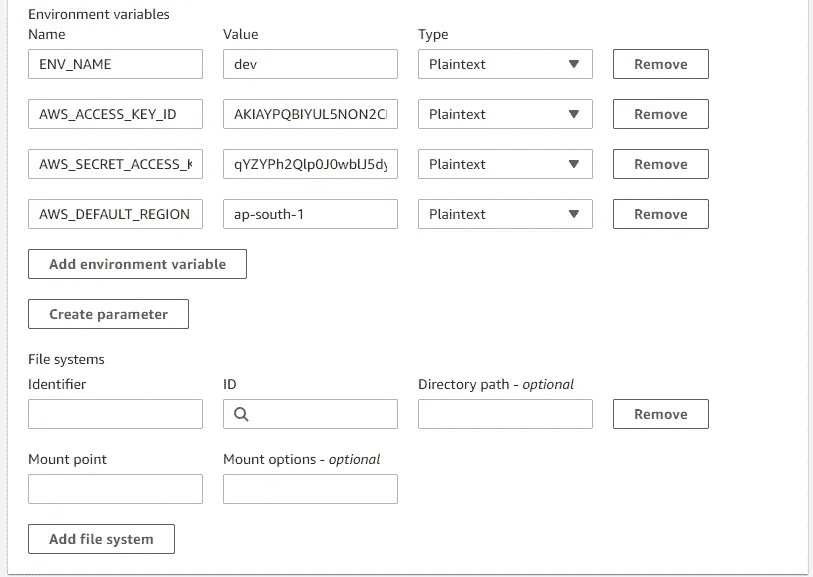 Environment variables
Name Value Type
ENV_NAME dev Plaintext Remove
AWS_ACCESS_KEY_ID AKIAYPQBIYUL5NON2C Plaintext Remove
AWS_SECRET_ACCESS_K Plaintext Remove
AWS_DEFAULT_REGION ap-south-1 Plaintext Remove
Add environment variable
Create parameter
File systems
Identifier ID Directory path - optional
Remove
Mount point Mount options - optional
Add file system